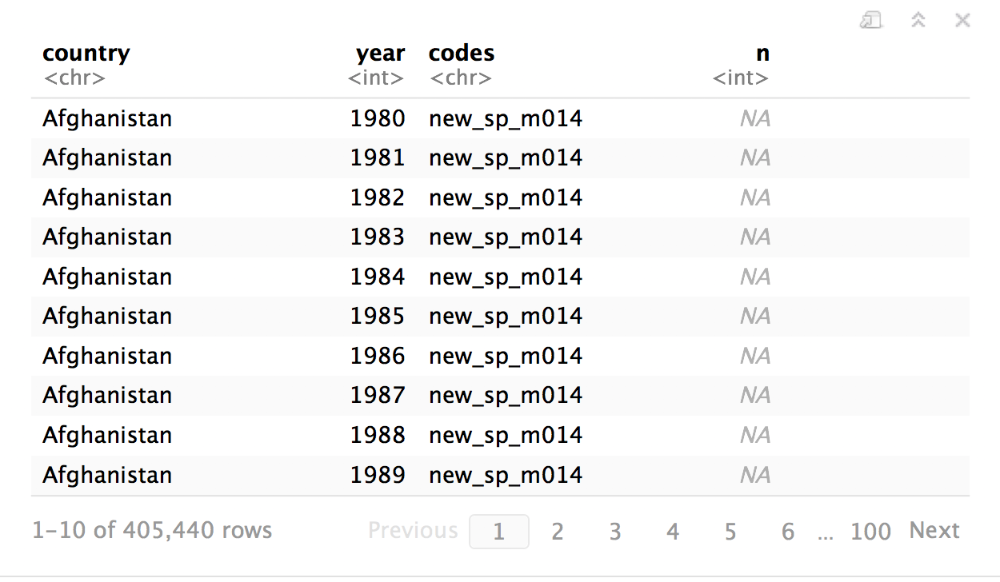 country year codes n
<chr> <int> <chr> <int>
Afghanistan 1980 new_sp_m014 NA
Afghanistan 1981 new_sp_m014 NA
Afghanistan 1982 new_sp_m014 NA
Afghanistan 1983 new_sp_m014 NA
Afghanistan 1984 new_sp_m014 NA
Afghanistan 1985 new_sp_m014 NA
Afghanistan 1986 new_sp_m014 NA
Afghanistan 1987 new_sp_m014 NA
Afghanistan 1988 new_sp_m014 NA
Afghanistan 1989 new_sp_m014 NA
1–10 of 405,440 rows Previous 1 2 3 4 5 6 ... 100 Next